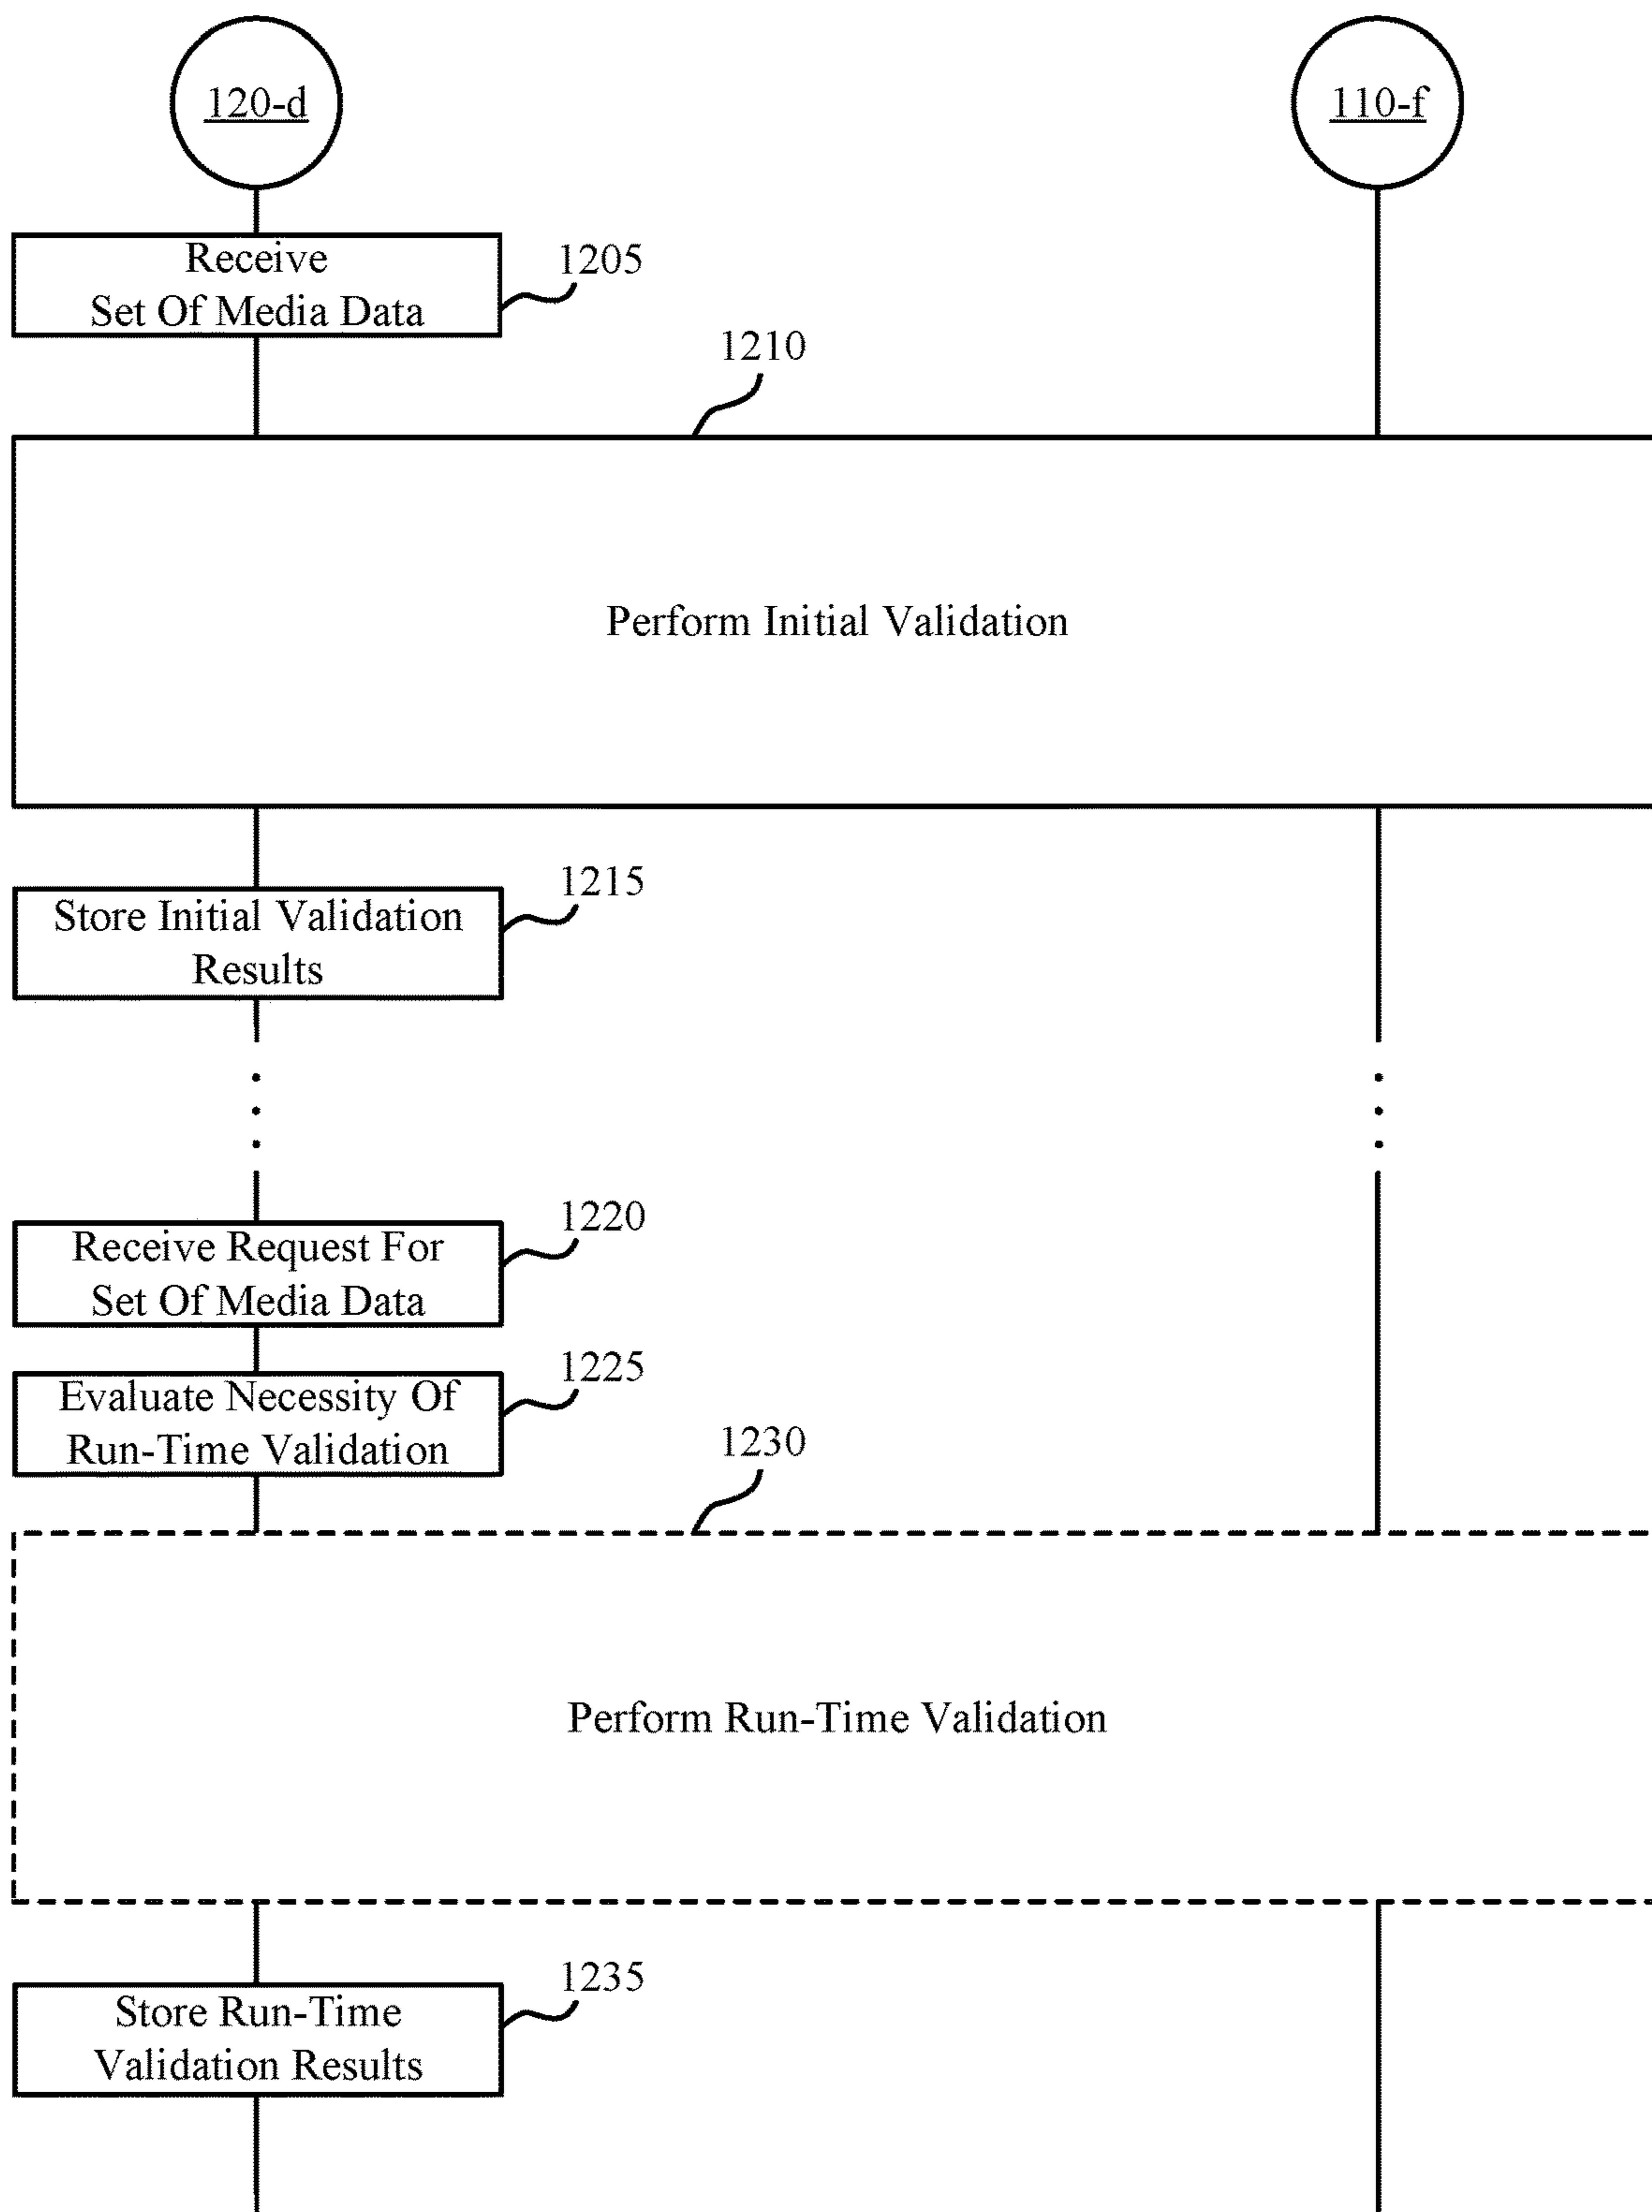 120-d
110-f
Receive
Set Of Media Data
1205
1210
Perform Initial Validation
1215
Store Initial Validation
Results
1220
Receive Request For
Set Of Media Data
1225
Evaluate Necessity Of
Run-Time Validation
1230
Perform Run-Time Validation
1235
Store Run-Time
Validation Results